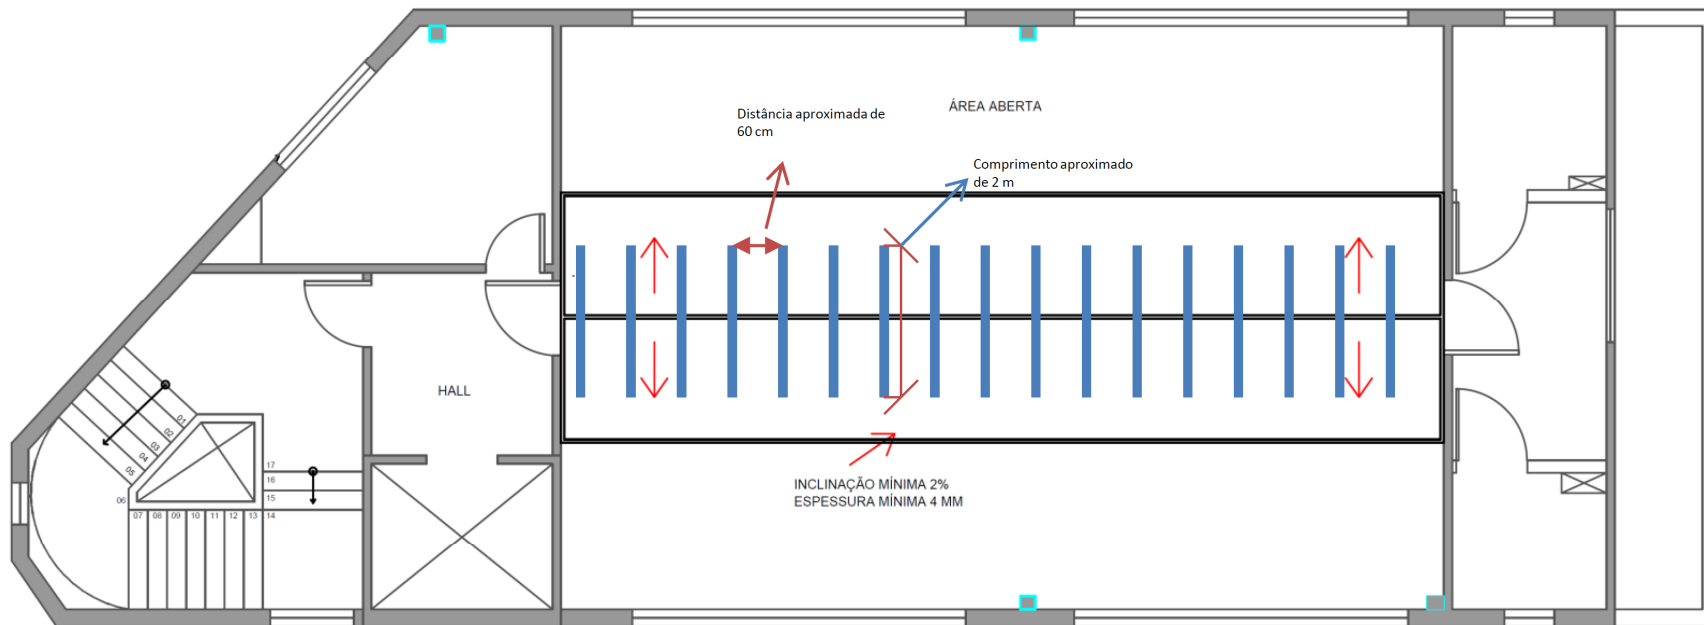 ÁREA ABERTA
Distância aproximada de
60 cm
Comprimento aproximado
de 2 m
HALL
01
02
03
04
05
06
07 08 09 10 11 12 13 14
15
16
17
INCLINAÇÃO MÍNIMA 2%
ESPESSURA MÍNIMA 4 MM